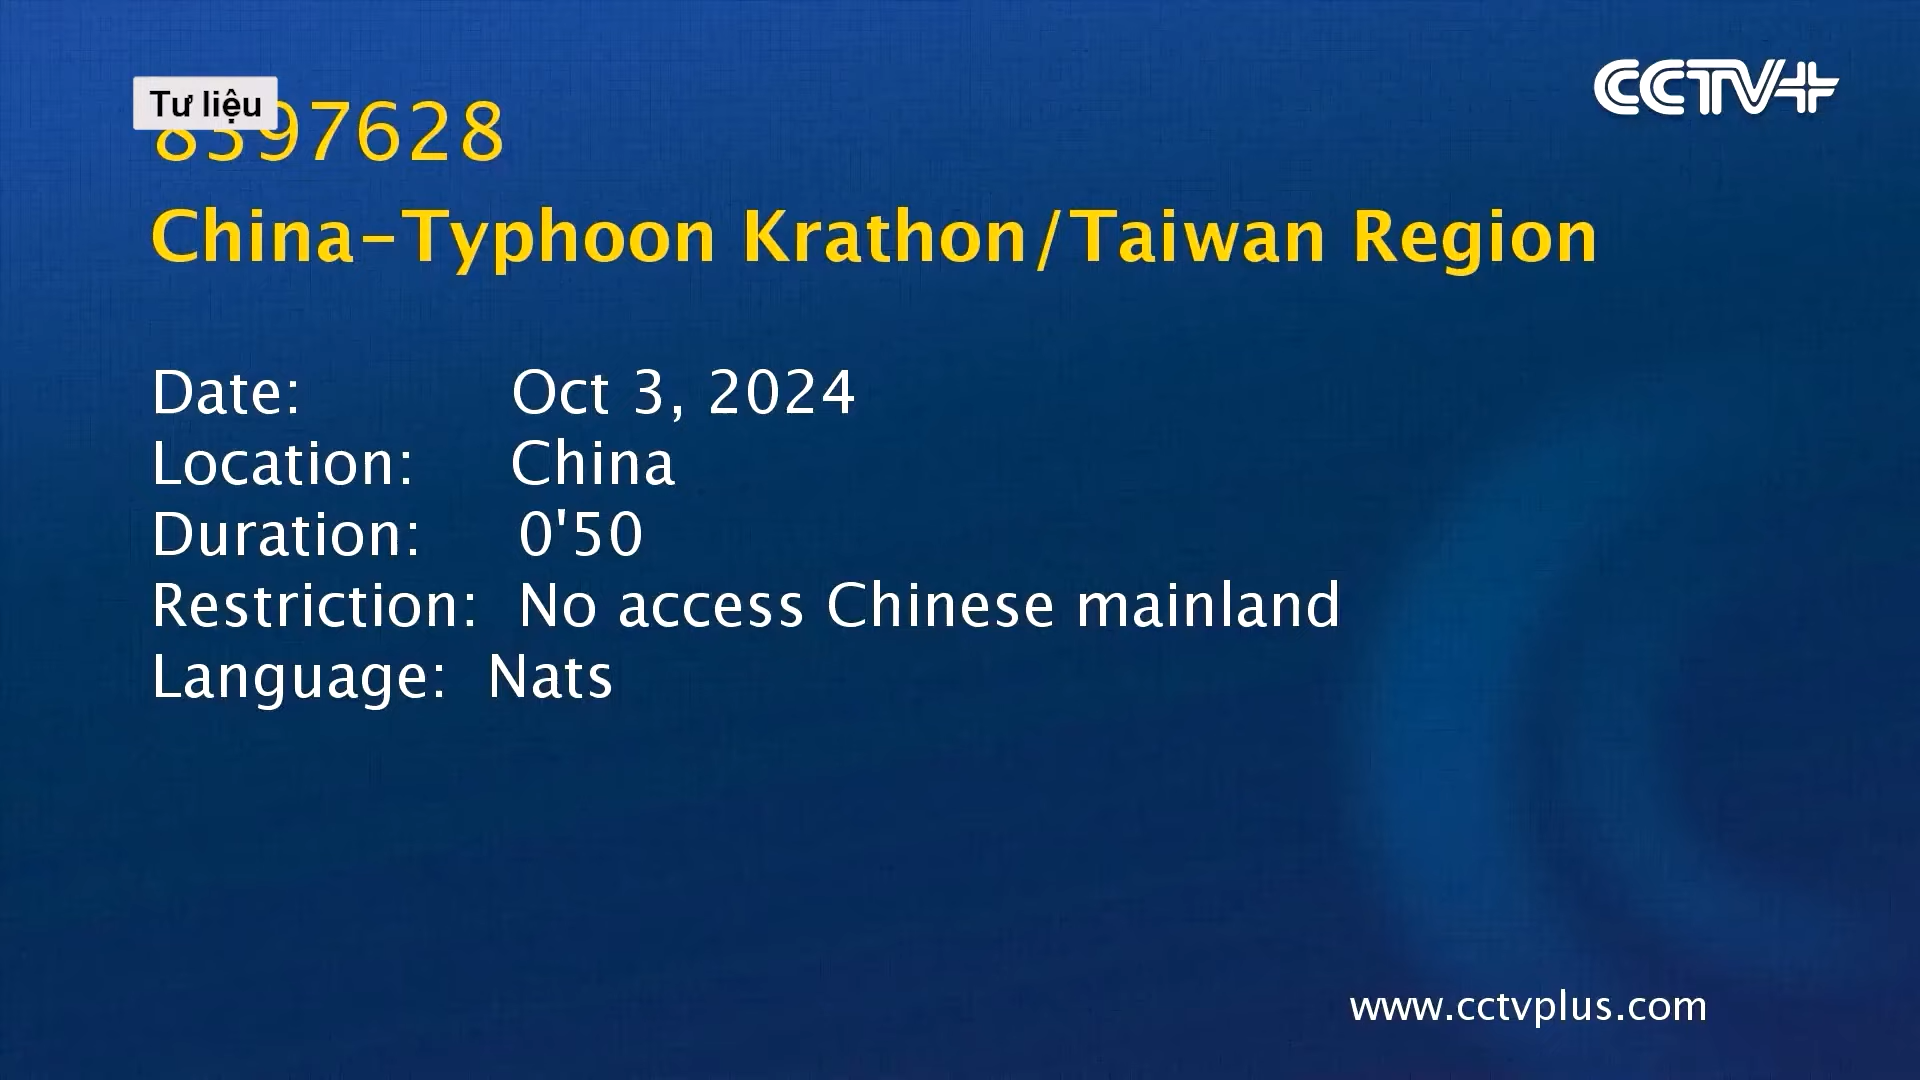 Tư liệu
CCTV+
8397628
China-Typhoon Krathon/Taiwan Region
Date: Oct 3, 2024
Location: China
Duration: 0'50
Restriction: No access Chinese mainland
Language: Nats
www.cctvplus.com